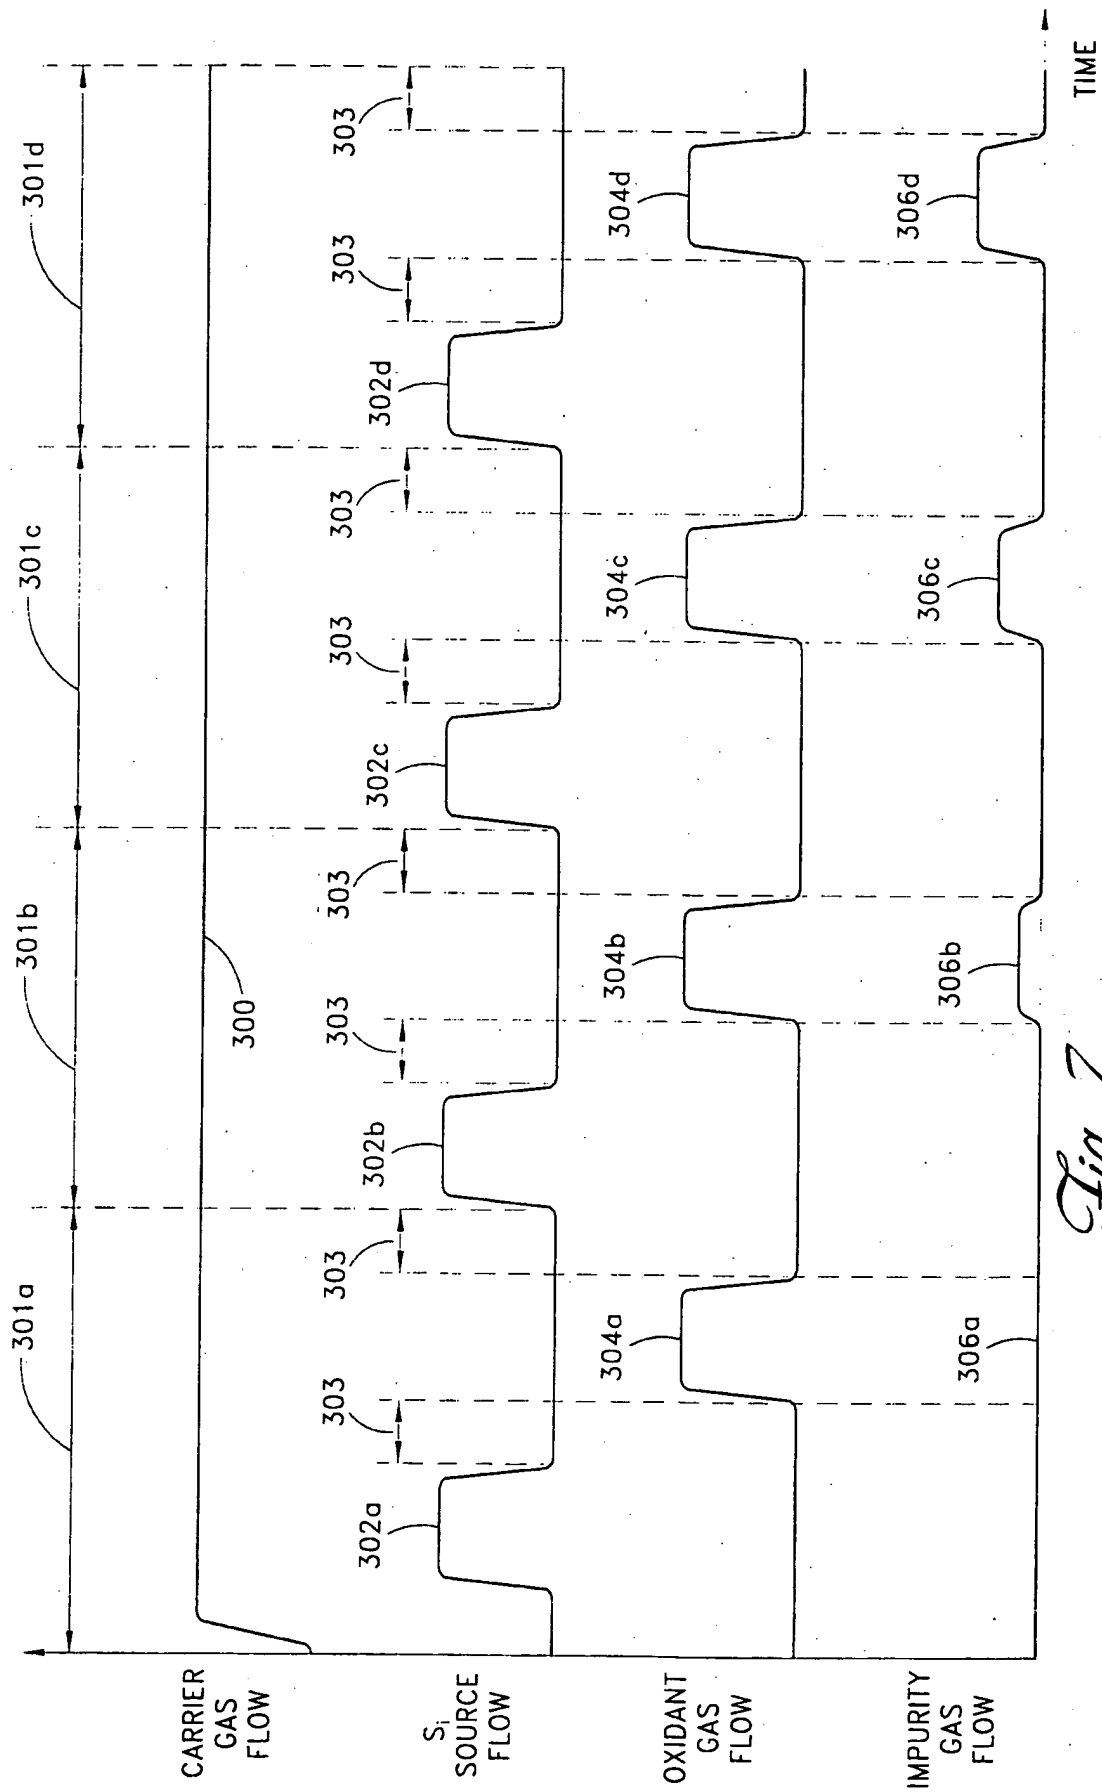 301a
301b
301c
301d
CARRIER
GAS
FLOW
300
Si
SOURCE
FLOW
302a
303
303
302b
303
303
302c
303
303
302d
303
303
OXIDANT
GAS
FLOW
304a
304b
304c
304d
IMPURITY
GAS
FLOW
306a
306b
306c
306d
TIME
Fig. 7